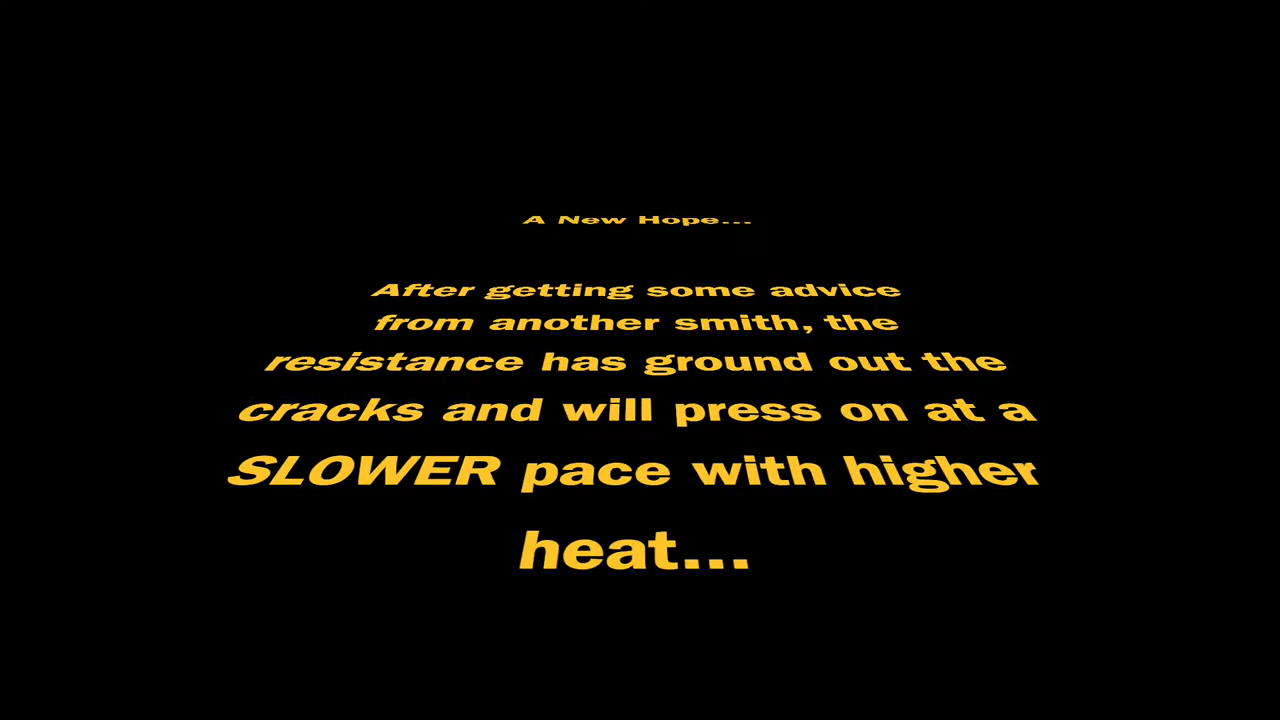 A New Hope...
After getting some advice
from another smith, the
resistance has ground out the
cracks and will press on at a
SLOWER pace with higher
heat...